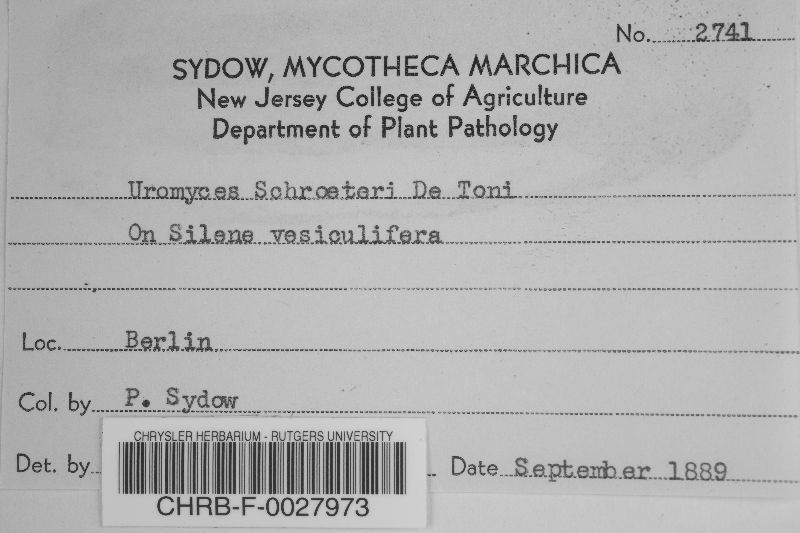 No. 2741
SYDOW, MYCOTHECA MARCHICA
New Jersey College of Agriculture
Department of Plant Pathology
Uromyces Schroeteri De Toni
On Silene vesiculifera
Loc. Berlin
Col. by P. Sydow
Det. by
Date September 1889
CHRYSLER HERBARIUM - RUTGERS UNIVERSITY
CHRB-F-0027973